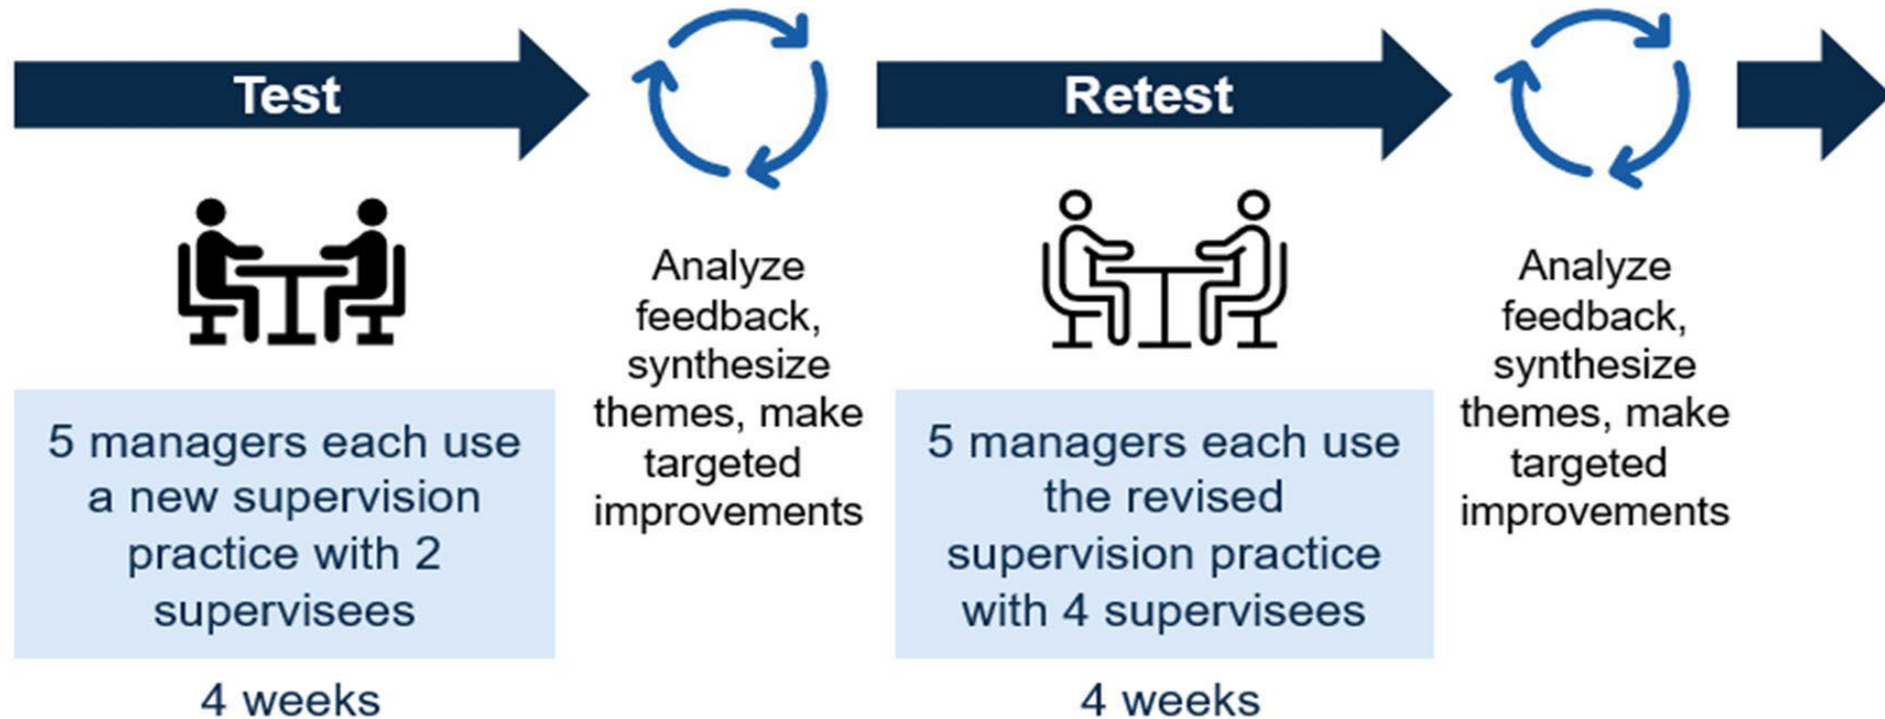 Test
Analyze
feedback,
synthesize
themes, make
targeted
improvements
Retest
Analyze
feedback,
synthesize
themes, make
targeted
improvements
5 managers each use
a new supervision
practice with 2
supervisees
4 weeks
5 managers each use
the revised
supervision practice
with 4 supervisees
4 weeks